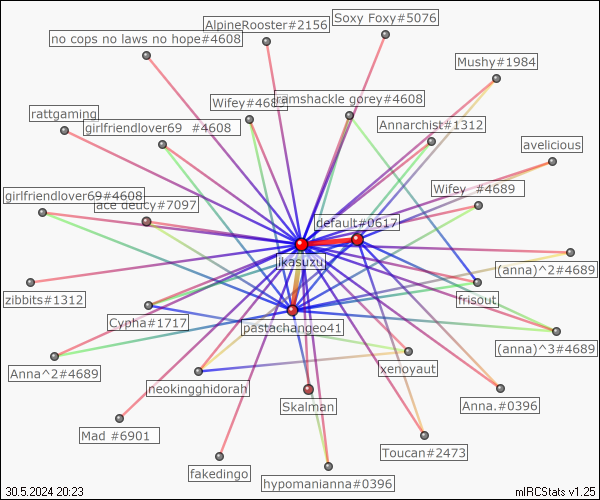 Soxy Foxy#5076
AlpineRooster#2156
no cops no laws no hope#4608
Mushy#1984
Wifey#468
ramshackle gorey#4608
rattgaming
girlfriendlover69 #4608
Annarchist#1312
avelicious
girlfriendlover69#4608
ace deucy#7097
Wifey #4689
default#0617
jkasuzu
(anna)^2#4689
zibbits#1312
Cypha#1717
pastachange041
frisout
(anna)^3#4689
Anna^2#4689
neokingghidorah
xenoyaut
Skalman
Anna.#0396
Mad #6901
Toucan#2473
fakedingo
hypomanianna#0396
30.5.2024 20:23
mIRCStats v1.25